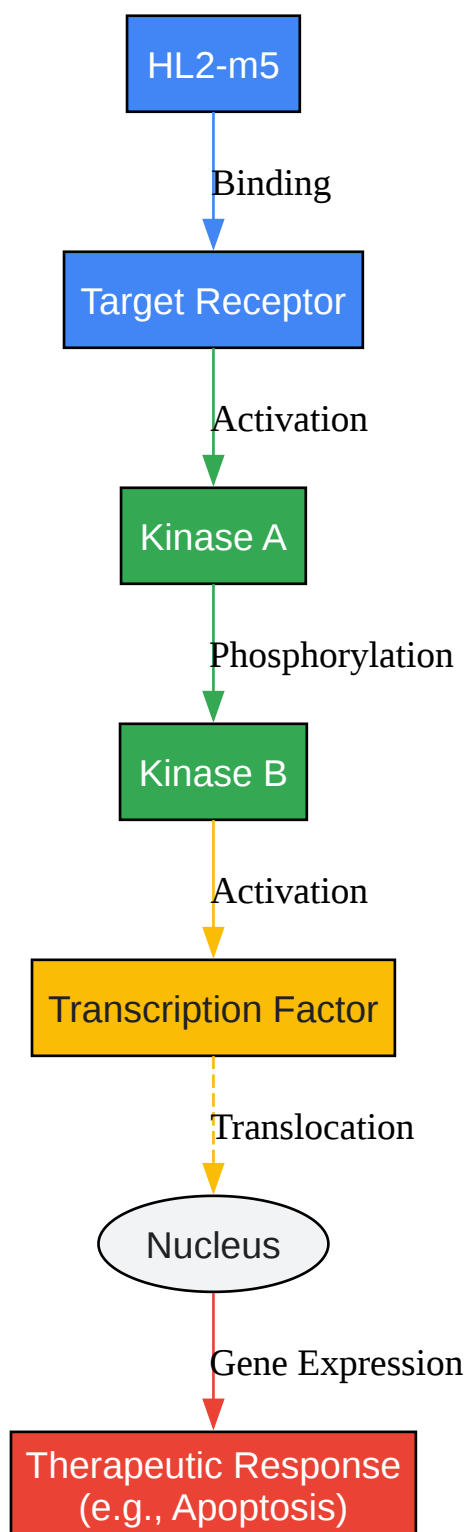 HL2-m5
Binding
Target Receptor
Activation
Kinase A
Phosphorylation
Kinase B
Activation
Transcription Factor
Translocation
Nucleus
Gene Expression
Therapeutic Response
(e.g., Apoptosis)